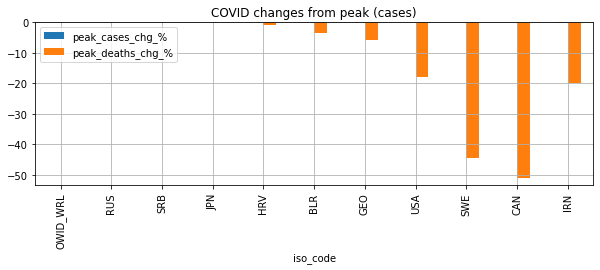 COVID changes from peak (cases)
peak_cases_chg_%
peak_deaths_chg_%
0
−10
−20
−30
−40
−50
OWID_WRL
RUS
SRB
JPN
HRV
BLR
GEO
USA
SWE
CAN
IRN
iso_code